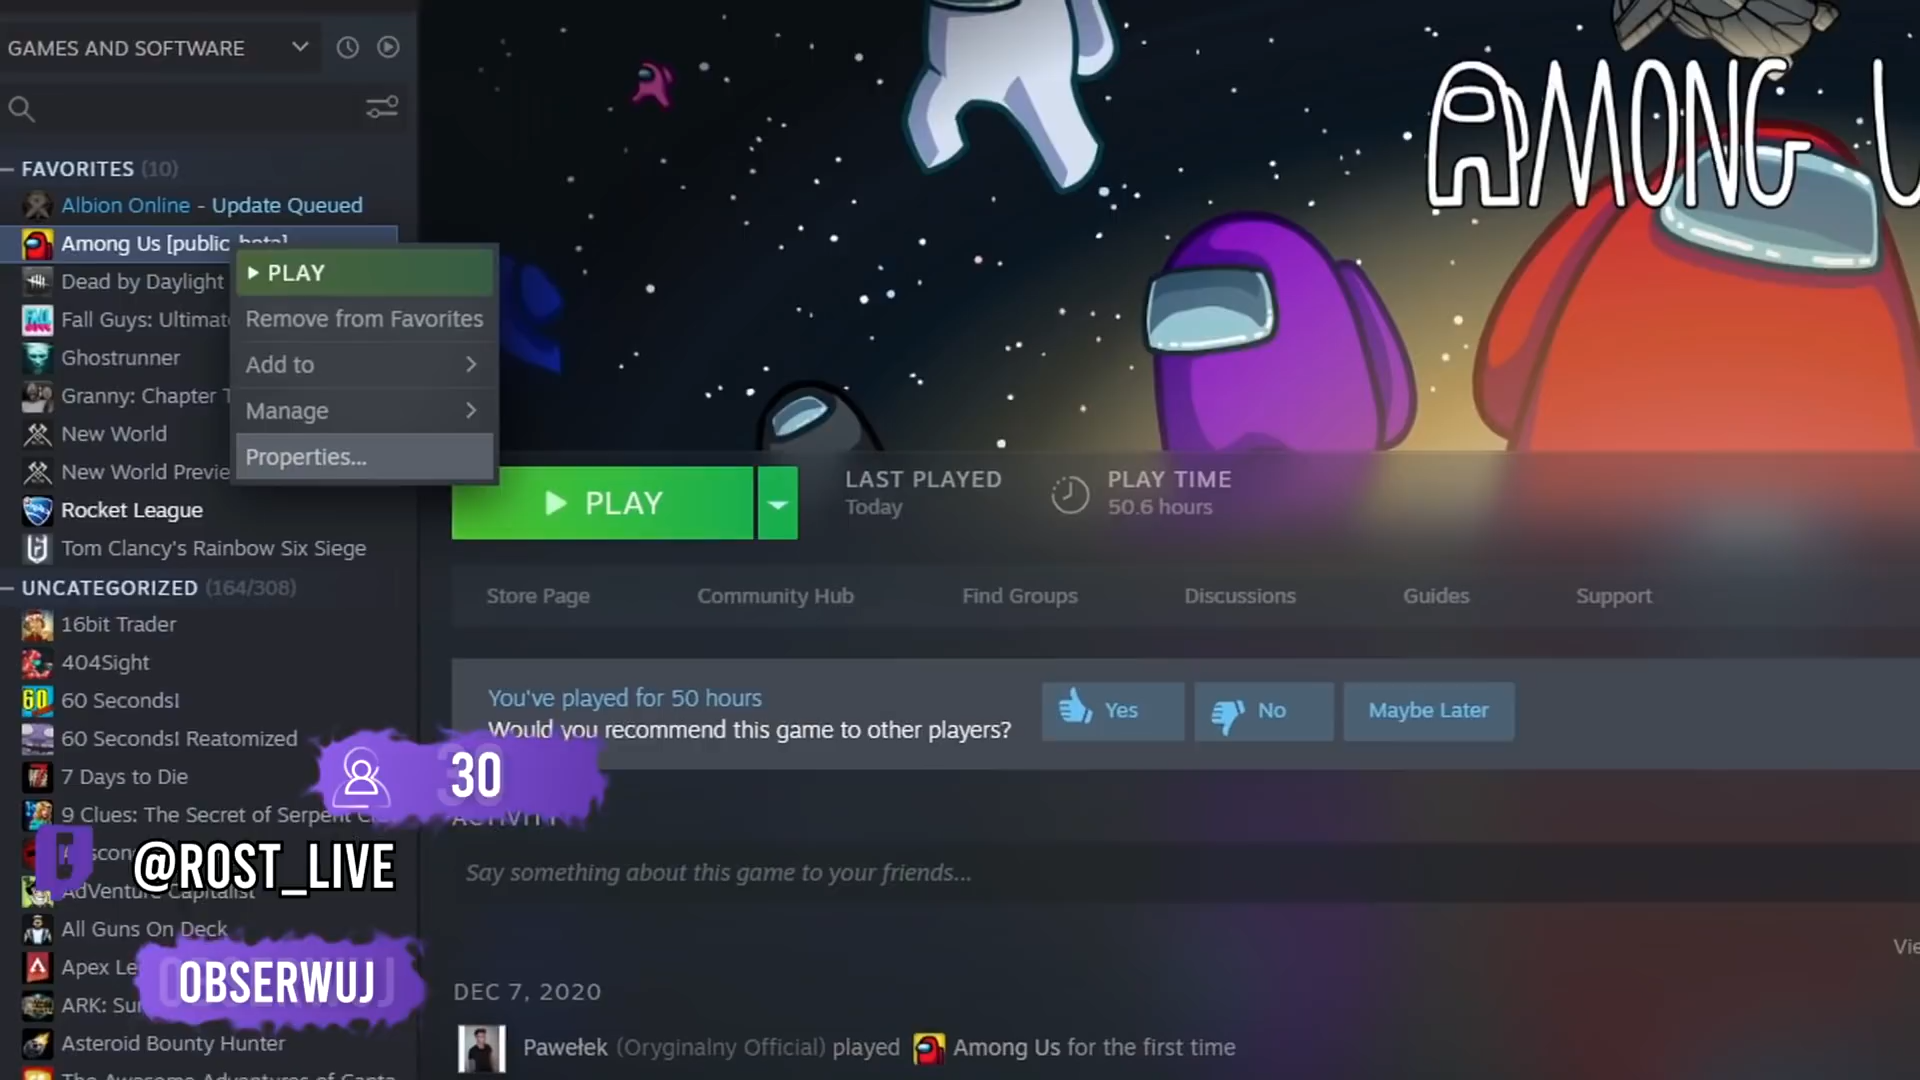 GAMES AND SOFTWARE
FAVORITES (10)
Albion Online - Update Queued
Among Us [public beta]
Dead by Daylight
Fall Guys: Ultimat
Ghostrunner
Granny: Chapter
New World
New World Previe
Rocket League
Tom Clancy's Rainbow Six Siege
UNCATEGORIZED (164/308)
16bit Trader
404Sight
60 Seconds!
60 Seconds! Reatomized
7 Days to Die
9 Clues: The Secret of Serpent
AdVenture Capitalist
All Guns On Deck
Apex Le
ARK: Sur
Asteroid Bounty Hunter
PLAY
Remove from Favorites
Add to
Manage
Properties...
AMONG U
PLAY
LAST PLAYED
Today
PLAY TIME
50.6 hours
Store Page
Community Hub
Find Groups
Discussions
Guides
Support
You've played for 50 hours
Would you recommend this game to other players?
Yes
No
Maybe Later
ACTIVITY
Say something about this game to your friends...
Vie
DEC 7, 2020
Pawełek (Oryginalny Official) played Among Us for the first time
30
@ROST_LIVE
OBSERWUJ